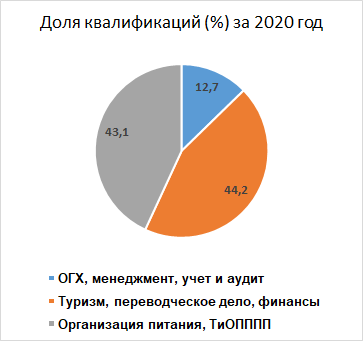 Доля квалификаций (%) за 2020 год
12,7
43,1
44,2
ОГХ, менеджмент, учет и аудит
Туризм, переводческое дело, финансы
Организация питания, ТиОПППП